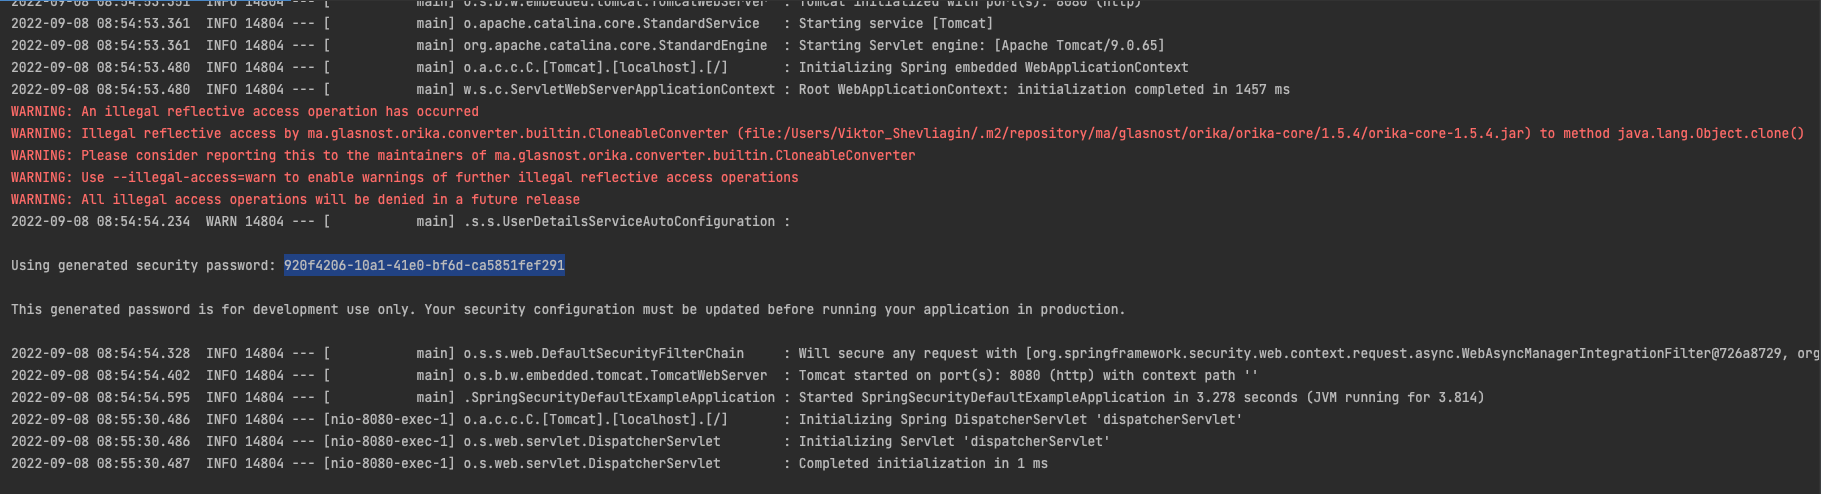 2022-09-08 08:54:53.351  INFO 14804 --- [           main] o.s.b.w.embedded.tomcat.TomcatWebServer  : Tomcat initialized with port(s): 8080 (http)
2022-09-08 08:54:53.361  INFO 14804 --- [           main] o.apache.catalina.core.StandardService   : Starting service [Tomcat]
2022-09-08 08:54:53.361  INFO 14804 --- [           main] org.apache.catalina.core.StandardEngine  : Starting Servlet engine: [Apache Tomcat/9.0.65]
2022-09-08 08:54:53.480  INFO 14804 --- [           main] o.a.c.c.C.[Tomcat].[localhost].[/]       : Initializing Spring embedded WebApplicationContext
2022-09-08 08:54:53.480  INFO 14804 --- [           main] w.s.c.ServletWebServerApplicationContext : Root WebApplicationContext: initialization completed in 1457 ms
WARNING: An illegal reflective access operation has occurred
WARNING: Illegal reflective access by ma.glasnost.orika.converter.builtin.CloneableConverter (file:/Users/Viktor_Shevliagin/.m2/repository/ma/glasnost/orika/orika-core/1.5.4/orika-core-1.5.4.jar) to method java.lang.Object.clone()
WARNING: Please consider reporting this to the maintainers of ma.glasnost.orika.converter.builtin.CloneableConverter
WARNING: Use --illegal-access=warn to enable warnings of further illegal reflective access operations
WARNING: All illegal access operations will be denied in a future release
2022-09-08 08:54:54.234  WARN 14804 --- [           main] .s.s.UserDetailsServiceAutoConfiguration :
Using generated security password: 920f4206-10a1-41e0-bf6d-ca5851fef291
This generated password is for development use only. Your security configuration must be updated before running your application in production.
2022-09-08 08:54:54.328  INFO 14804 --- [           main] o.s.s.web.DefaultSecurityFilterChain     : Will secure any request with [org.springframework.security.web.context.request.async.WebAsyncManagerIntegrationFilter@726a8729, org
2022-09-08 08:54:54.402  INFO 14804 --- [           main] o.s.b.w.embedded.tomcat.TomcatWebServer  : Tomcat started on port(s): 8080 (http) with context path ''
2022-09-08 08:54:54.595  INFO 14804 --- [           main] .SpringSecurityDefaultExampleApplication : Started SpringSecurityDefaultExampleApplication in 3.278 seconds (JVM running for 3.814)
2022-09-08 08:55:30.486  INFO 14804 --- [nio-8080-exec-1] o.a.c.c.C.[Tomcat].[localhost].[/]       : Initializing Spring DispatcherServlet 'dispatcherServlet'
2022-09-08 08:55:30.486  INFO 14804 --- [nio-8080-exec-1] o.s.web.servlet.DispatcherServlet        : Initializing Servlet 'dispatcherServlet'
2022-09-08 08:55:30.487  INFO 14804 --- [nio-8080-exec-1] o.s.web.servlet.DispatcherServlet        : Completed initialization in 1 ms